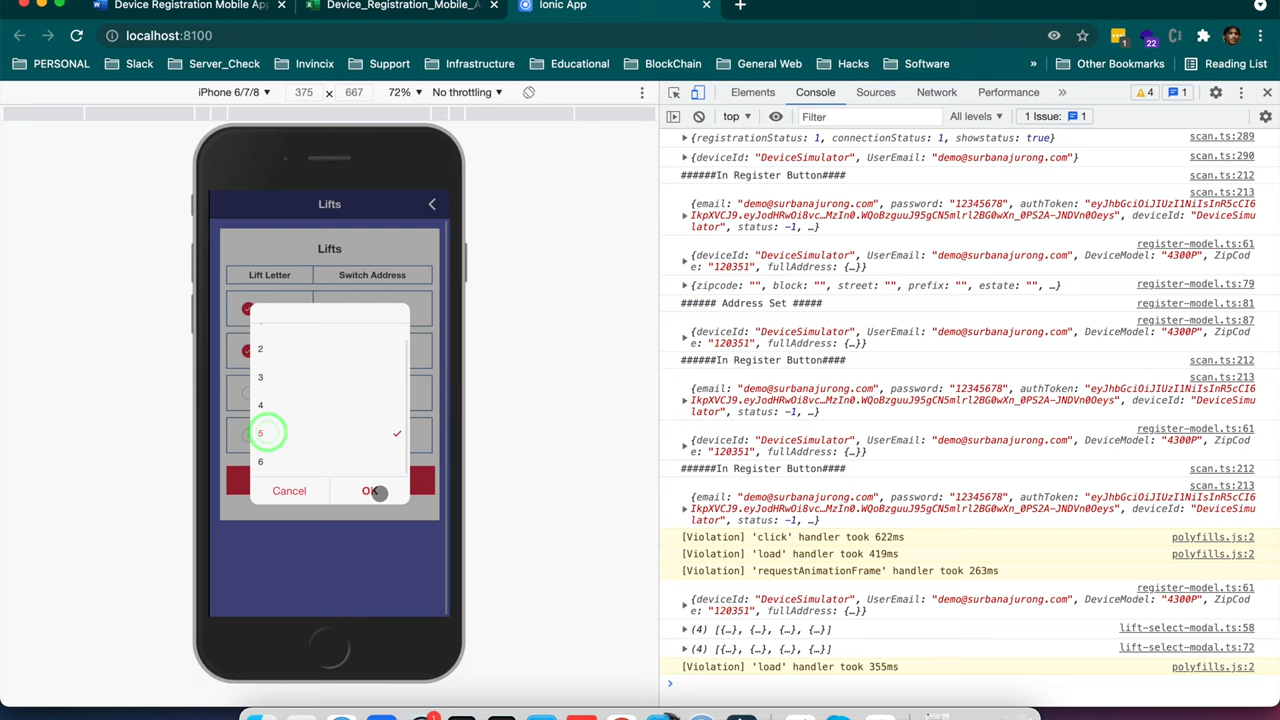 Device Registration Mobile Ap
Device_Registration_Mobile_A
Ionic App
localhost:8100
1
22
PERSONAL
Slack
Server_Check
Invincix
Support
Infrastructure
Educational
BlockChain
General Web
Hacks
Software
»
Other Bookmarks
Reading List
iPhone 6/7/8 ▼
375
×
667
72% ▼
No throttling ▼
Elements
Console
Sources
Network
Performance
»
4
1
top ▼
Filter
All levels ▼
1 Issue: 1
{registrationStatus: 1, connectionStatus: 1, showstatus: true}
scan.ts:289
{deviceId: "DeviceSimulator", UserEmail: "demo@surbanajurong.com"}
scan.ts:290
######In Register Button####
scan.ts:212
scan.ts:213
{email: "demo@surbanajurong.com", password: "12345678", authToken: "eyJhbGciOiJIUzI1NiIsInR5cCI6
IkpXVCJ9.eyJodHRwOi8vc…MzIn0.WQoBzguuJ95gCN5mlrl2BG0wXn_0PS2A-JNDVn0Oeys", deviceId: "DeviceSimu
lator", status: -1, …}
register-model.ts:61
{deviceId: "DeviceSimulator", UserEmail: "demo@surbanajurong.com", DeviceModel: "4300P", ZipCod
e: "120351", fullAddress: {…}}
{zipcode: "", block: "", street: "", prefix: "", estate: "", …}
register-model.ts:79
###### Address Set #####
register-model.ts:81
register-model.ts:87
{deviceId: "DeviceSimulator", UserEmail: "demo@surbanajurong.com", DeviceModel: "4300P", ZipCod
e: "120351", fullAddress: {…}}
######In Register Button####
scan.ts:212
scan.ts:213
{email: "demo@surbanajurong.com", password: "12345678", authToken: "eyJhbGciOiJIUzI1NiIsInR5cCI6
IkpXVCJ9.eyJodHRwOi8vc…MzIn0.WQoBzguuJ95gCN5mlrl2BG0wXn_0PS2A-JNDVn0Oeys", deviceId: "DeviceSimu
lator", status: -1, …}
register-model.ts:61
{deviceId: "DeviceSimulator", UserEmail: "demo@surbanajurong.com", DeviceModel: "4300P", ZipCod
e: "120351", fullAddress: {…}}
######In Register Button####
scan.ts:212
scan.ts:213
{email: "demo@surbanajurong.com", password: "12345678", authToken: "eyJhbGciOiJIUzI1NiIsInR5cCI6
IkpXVCJ9.eyJodHRwOi8vc…MzIn0.WQoBzguuJ95gCN5mlrl2BG0wXn_0PS2A-JNDVn0Oeys", deviceId: "DeviceSimu
lator", status: -1, …}
[Violation] 'click' handler took 622ms
polyfills.js:2
[Violation] 'load' handler took 419ms
polyfills.js:2
[Violation] 'requestAnimationFrame' handler took 263ms
register-model.ts:61
{deviceId: "DeviceSimulator", UserEmail: "demo@surbanajurong.com", DeviceModel: "4300P", ZipCod
e: "120351", fullAddress: {…}}
(4) [{…}, {…}, {…}, {…}]
lift-select-modal.ts:58
(4) [{…}, {…}, {…}, {…}]
lift-select-modal.ts:72
[Violation] 'load' handler took 355ms
polyfills.js:2
Lifts
Lifts
Lift Letter
Switch Address
2
3
4
5
6
Cancel
OK
1